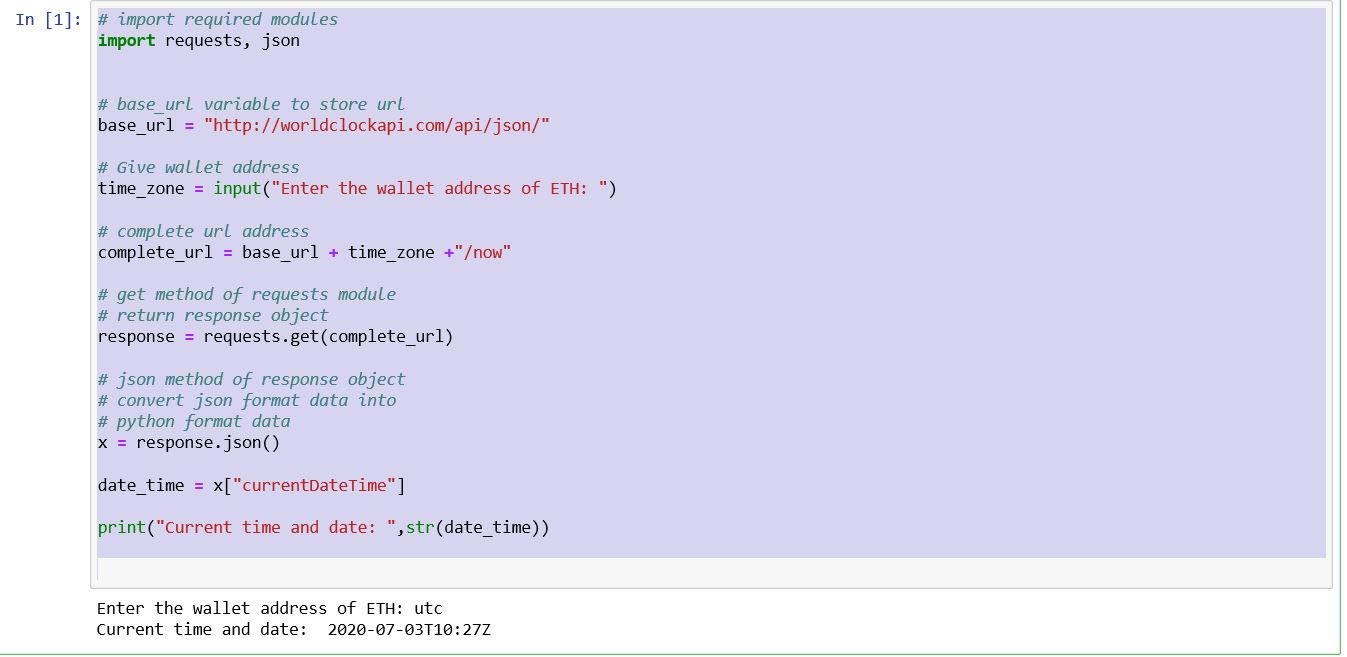 In [1]: # import required modules
import requests, json
# base_url variable to store url
base_url = "http://worldclockapi.com/api/json/"
# Give wallet address
time_zone = input("Enter the wallet address of ETH: ")
# complete url address
complete_url = base_url + time_zone +"/now"
# get method of requests module
# return response object
response = requests.get(complete_url)
# json method of response object
# convert json format data into
# python format data
x = response.json()
date_time = x["currentDateTime"]
print("Current time and date: ",str(date_time))
Enter the wallet address of ETH: utc
Current time and date:  2020-07-03T10:27Z